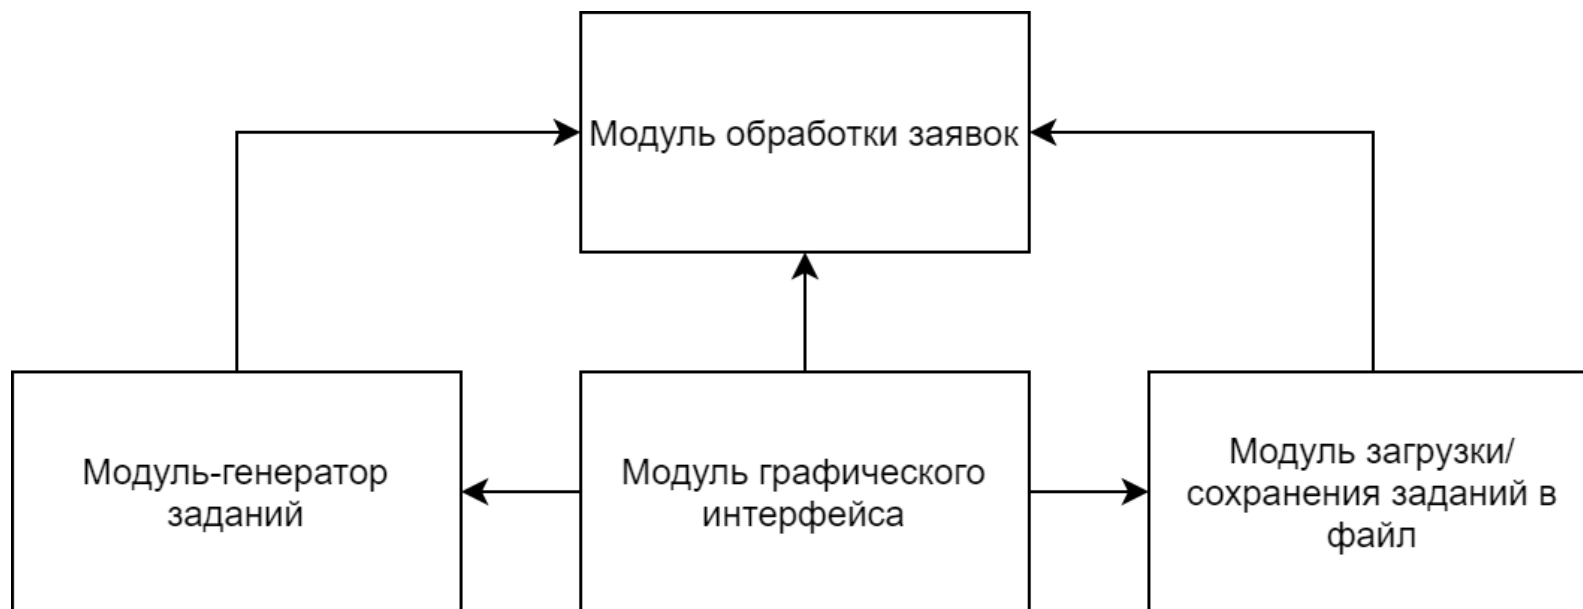 Модуль обработки заявок
Модуль-генератор
заданий
Модуль графического
интерфейса
Модуль загрузки/
сохранения заданий в
файл